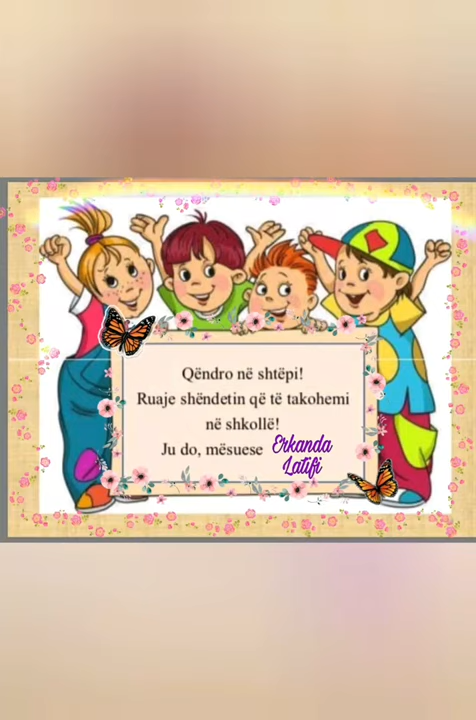 Qëndro në shtëpi!
Ruaje shëndetin që të takohemi
në shkollë!
Ju do, mësuese Erkanda
Latifi